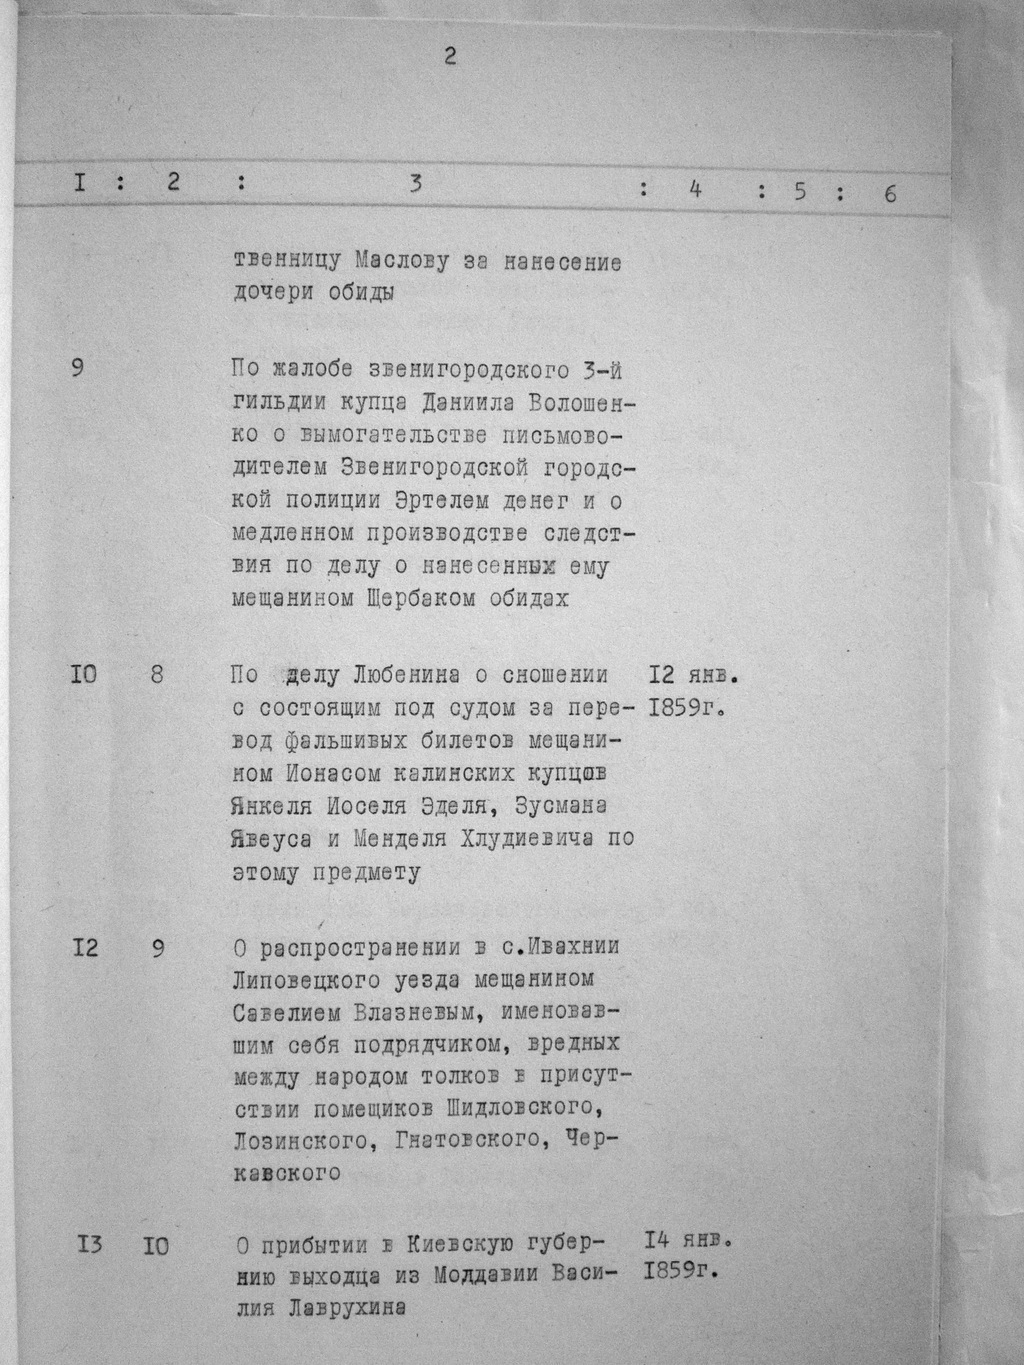 2
I : 2 : 3 : 4 : 5 : 6
твенницу Маслову за нанесение
дочери обиды
9 По жалобе звенигородского 3-й
гильдии купца Даниила Волошен-
ко о вымогательстве письмово-
дителем Звенигородской городс-
кой полиции Эртелем денег и о
медленном производстве следст-
вия по делу о нанесенных ему
мещанином Щербаком обидах
IO 8 По делу Любенина о сношении I2 янв.
с состоящим под судом за пере- I859г.
вод фальшивых билетов мещани-
ном Ионасом калинских купцов
Янкеля Иоселя Эделя, Зусмана
Явеуса и Менделя Хлудиевича по
этому предмету
I2 9 О распространении в с.Ивахнии
Липовецкого уезда мещанином
Савелием Влазневым, именовав-
шим себя подрядчиком, вредных
между народом толков в присут-
ствии помещиков Шидловского,
Лозинского, Гнатовского, Чер-
кавского
I3 IO О прибытии в Киевскую губер- I4 янв.
нию выходца из Молдавии Васи- I859г.
лия Лаврухина